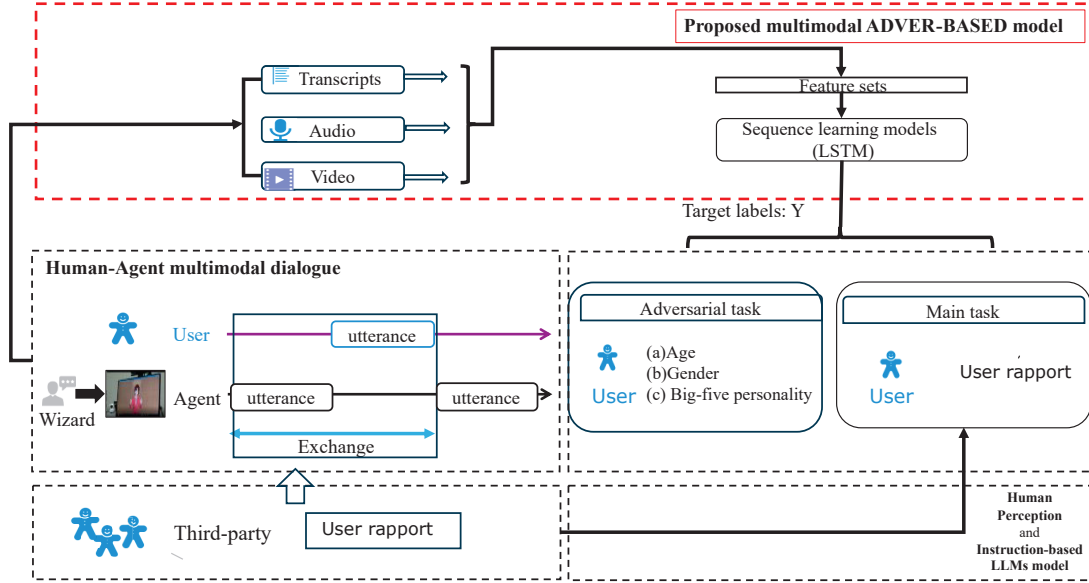 Proposed multimodal ADVER-BASED model
Transcripts
Audio
Video
Feature sets
Sequence learning models
(LSTM)
Target labels: Y
Human-Agent multimodal dialogue
User
utterance
Wizard
Agent
utterance
utterance
Exchange
Adversarial task
User
(a)Age
(b)Gender
(c) Big-five personality
Main task
User
User rapport
Third-party
User rapport
Human
Perception
and
Instruction-based
LLMs model